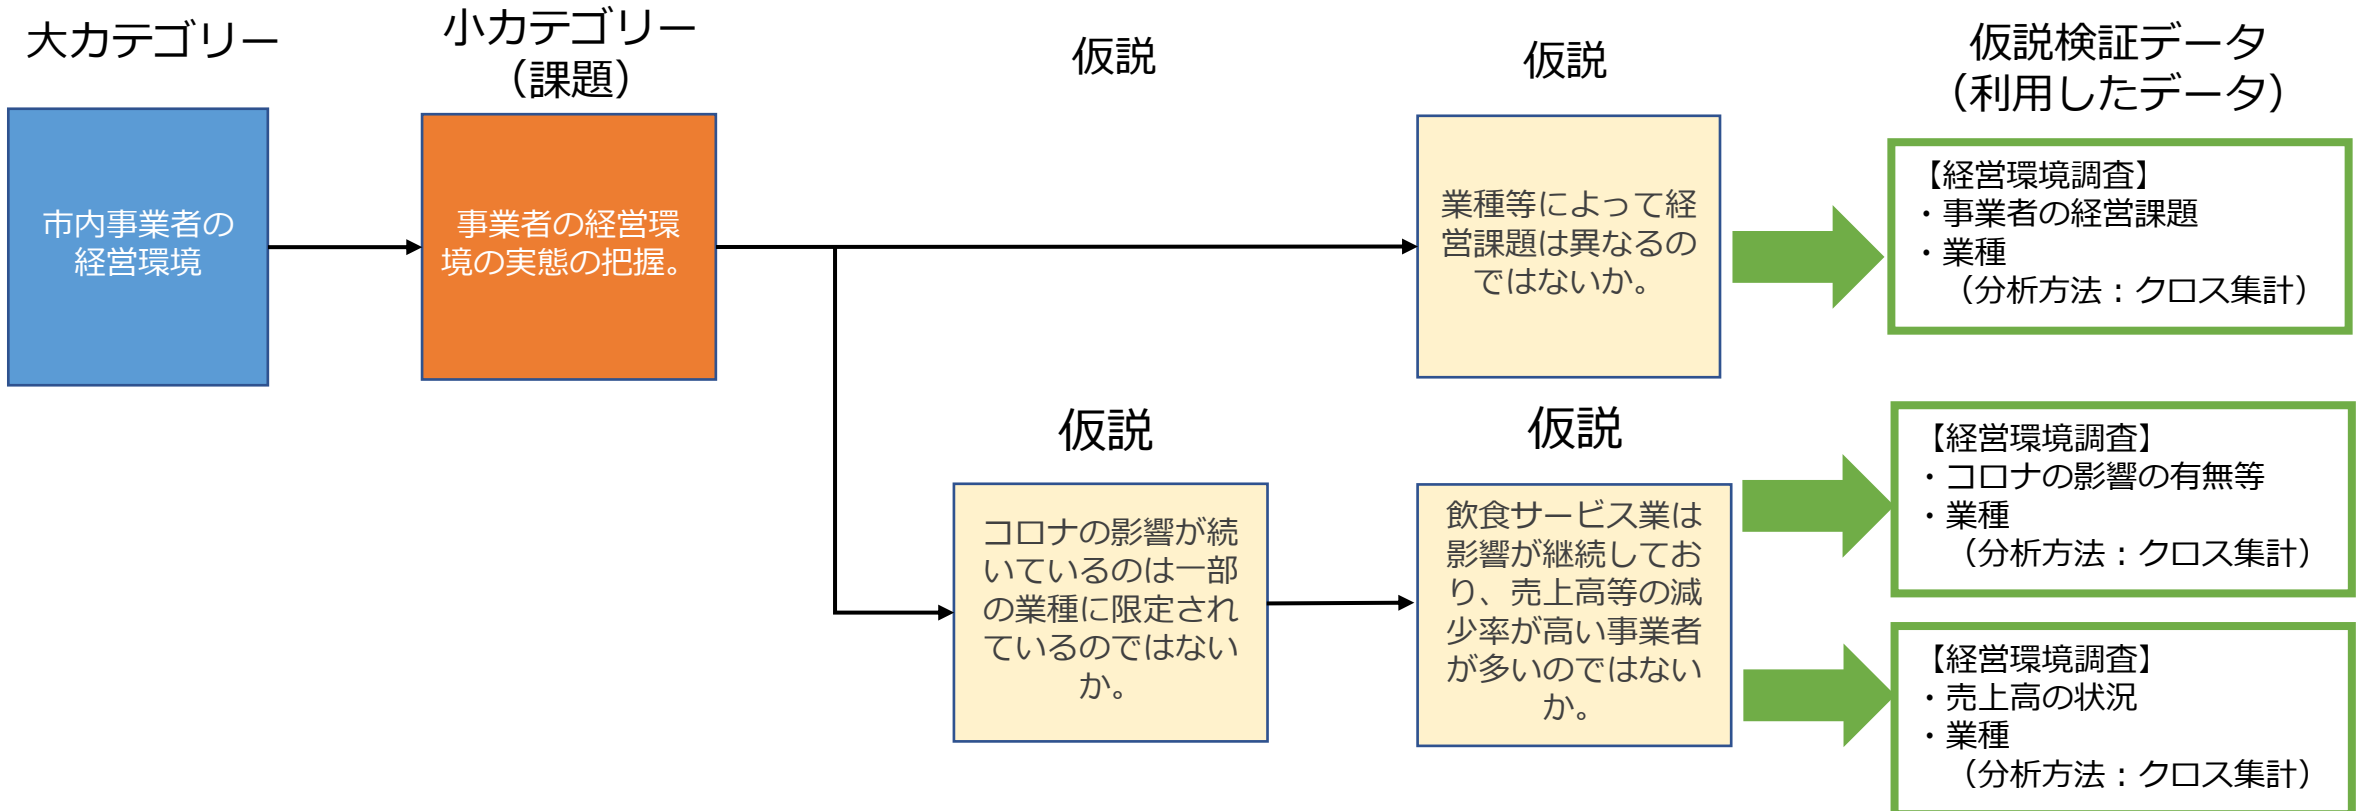 大カテゴリー
小カテゴリー
（課題）
仮説
仮説
仮説検証データ
（利用したデータ）
市内事業者の
経営環境
事業者の経営環
境の実態の把握。
業種等によって経
営課題は異なるの
ではないか。
【経営環境調査】
・事業者の経営課題
・業種
（分析方法：クロス集計）
仮説
仮説
コロナの影響が続
いているのは一部
の業種に限定され
ているのではない
か。
飲食サービス業は
影響が継続してお
り、売上高等の減
少率が高い事業者
が多いのではない
か。
【経営環境調査】
・コロナの影響の有無等
・業種
（分析方法：クロス集計）
【経営環境調査】
・売上高の状況
・業種
（分析方法：クロス集計）